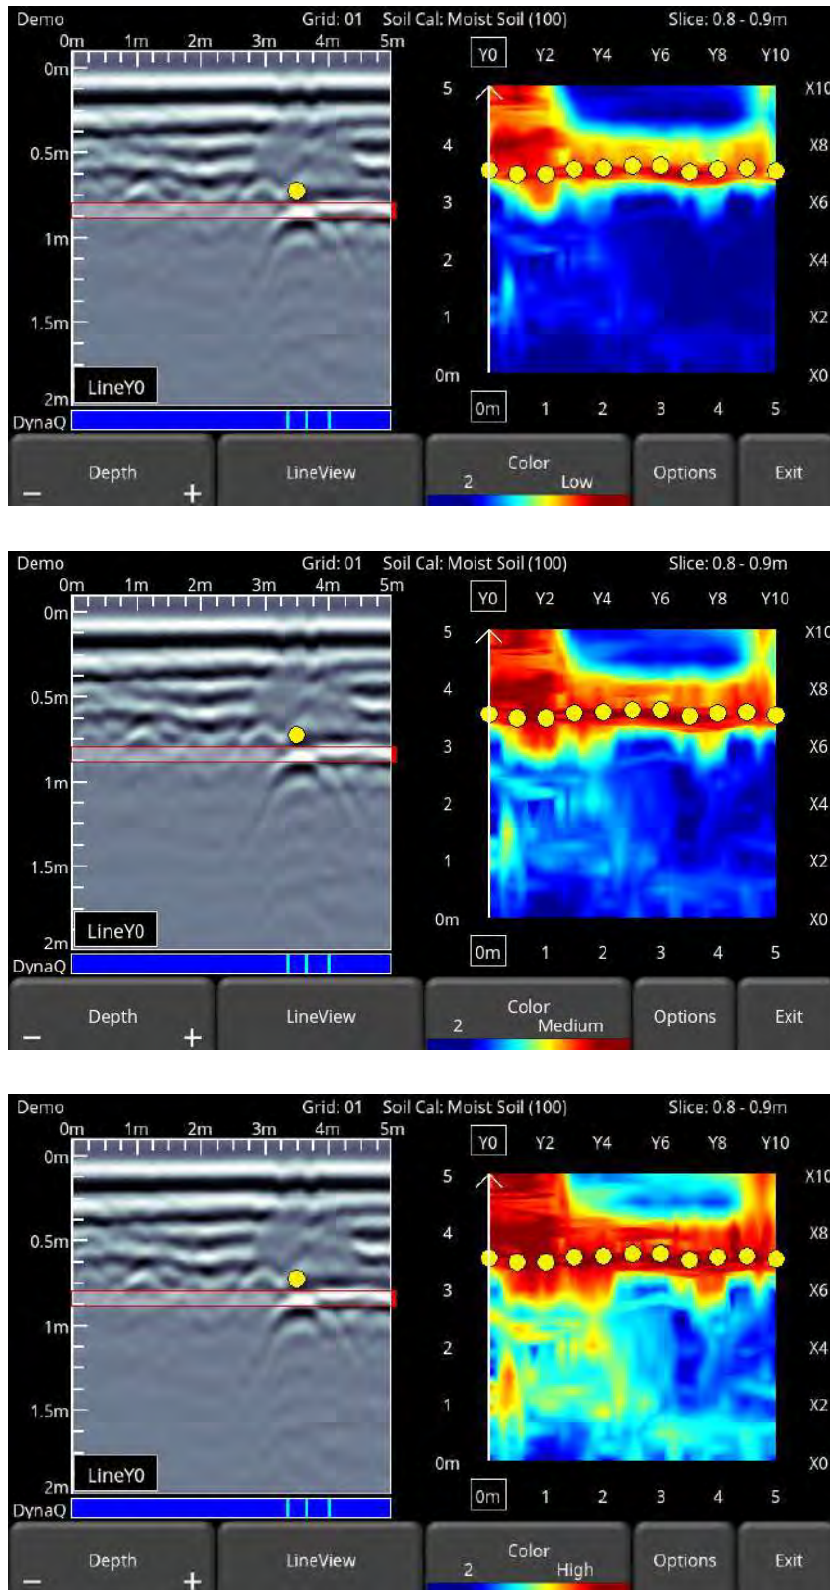 Demo Grid: 01 Soil Cal: Moist Soil (100) Slice: 0.8 - 0.9m
0m 1m 2m 3m 4m 5m Y0 Y2 Y4 Y6 Y8 Y10
0m 5 X10
0.5m 4 X8
3 X6
1m 2 X4
1.5m 1 X2
LineY0 0m X0
2m
DynaQ 0m 1 2 3 4 5
Depth LineView Color Options Exit
- + 2 Low
Demo Grid: 01 Soil Cal: Moist Soil (100) Slice: 0.8 - 0.9m
0m 1m 2m 3m 4m 5m Y0 Y2 Y4 Y6 Y8 Y10
0m 5 X10
0.5m 4 X8
3 X6
1m 2 X4
1.5m 1 X2
LineY0 0m X0
2m
DynaQ 0m 1 2 3 4 5
Depth LineView Color Options Exit
- + 2 Medium
Demo Grid: 01 Soil Cal: Moist Soil (100) Slice: 0.8 - 0.9m
0m 1m 2m 3m 4m 5m Y0 Y2 Y4 Y6 Y8 Y10
0m 5 X10
0.5m 4 X8
3 X6
1m 2 X4
1.5m 1 X2
LineY0 0m X0
2m
DynaQ 0m 1 2 3 4 5
Depth LineView Color Options Exit
- + 2 High